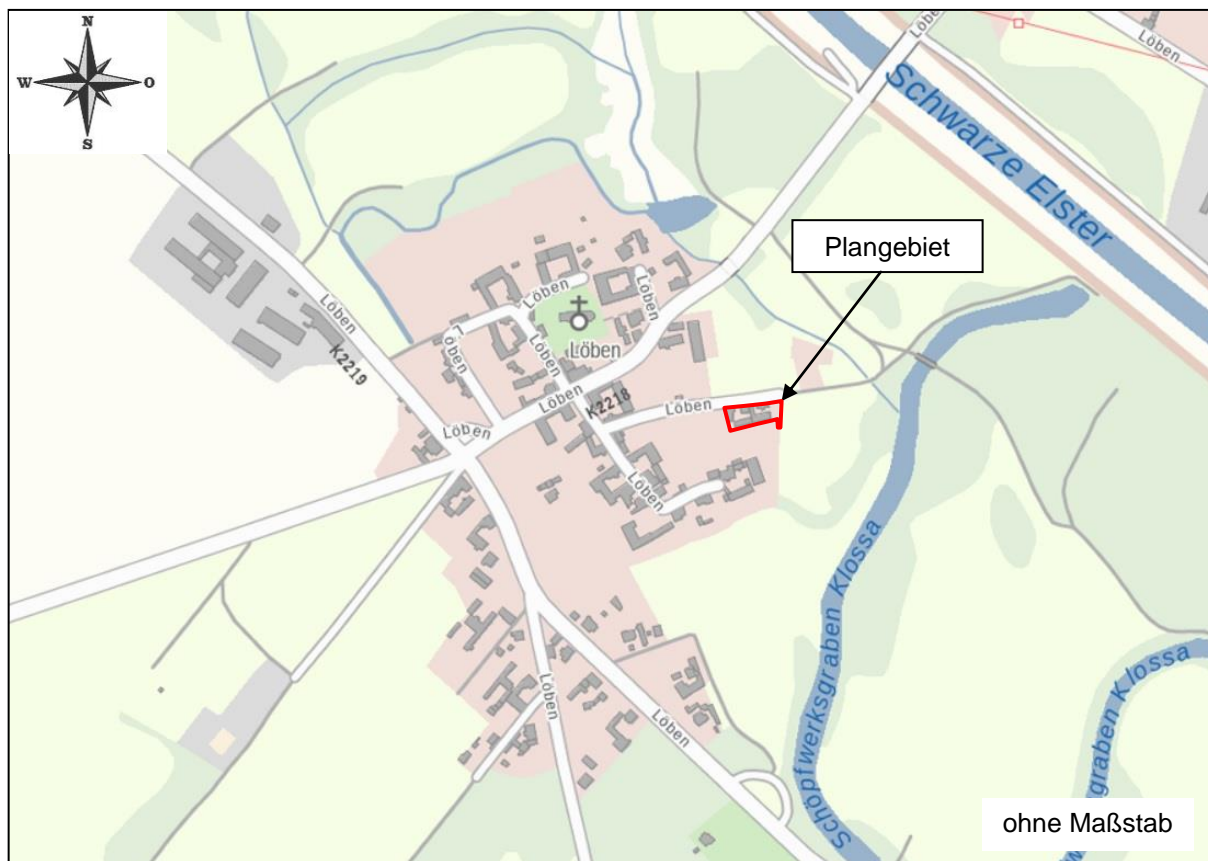 N
W O
S
Löben
Löben
Schwarze Elster
Plangebiet
Löben
Löben
Löben
K2219
öben
Löben
Löben
Löben
K2218
Löben
Löben
Löben
Schöpfwerksgraben Klossa
graben Klossa
Löben
Löben
ohne Maßstab